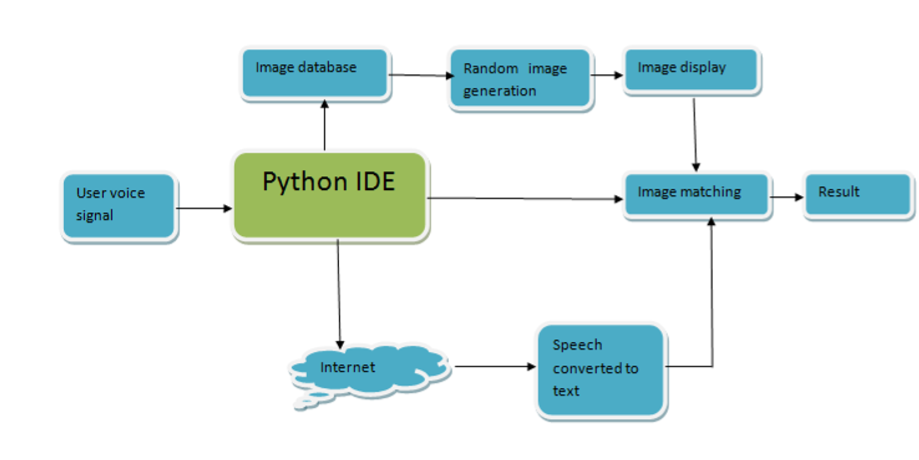 Image database
Random image
generation
Image display
User voice
signal
Python IDE
Image matching
Result
Internet
Speech
converted to
text